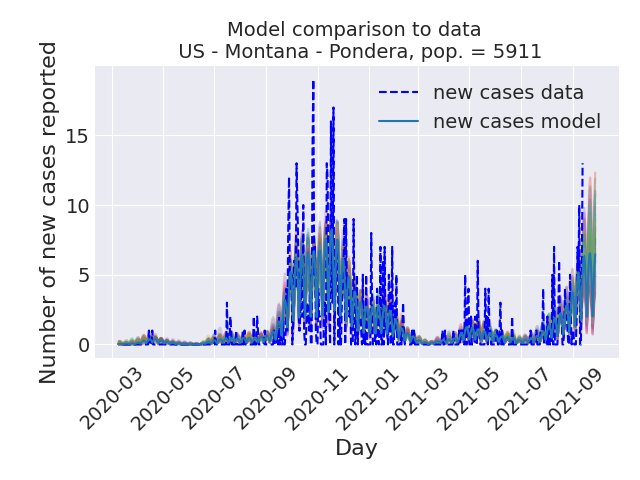 Model comparison to data
US - Montana - Pondera, pop. = 5911
new cases data
new cases model
Number of new cases reported
15
10
5
0
2020-03
2020-05
2020-07
2020-09
2020-11
2021-01
2021-03
2021-05
2021-07
2021-09
Day